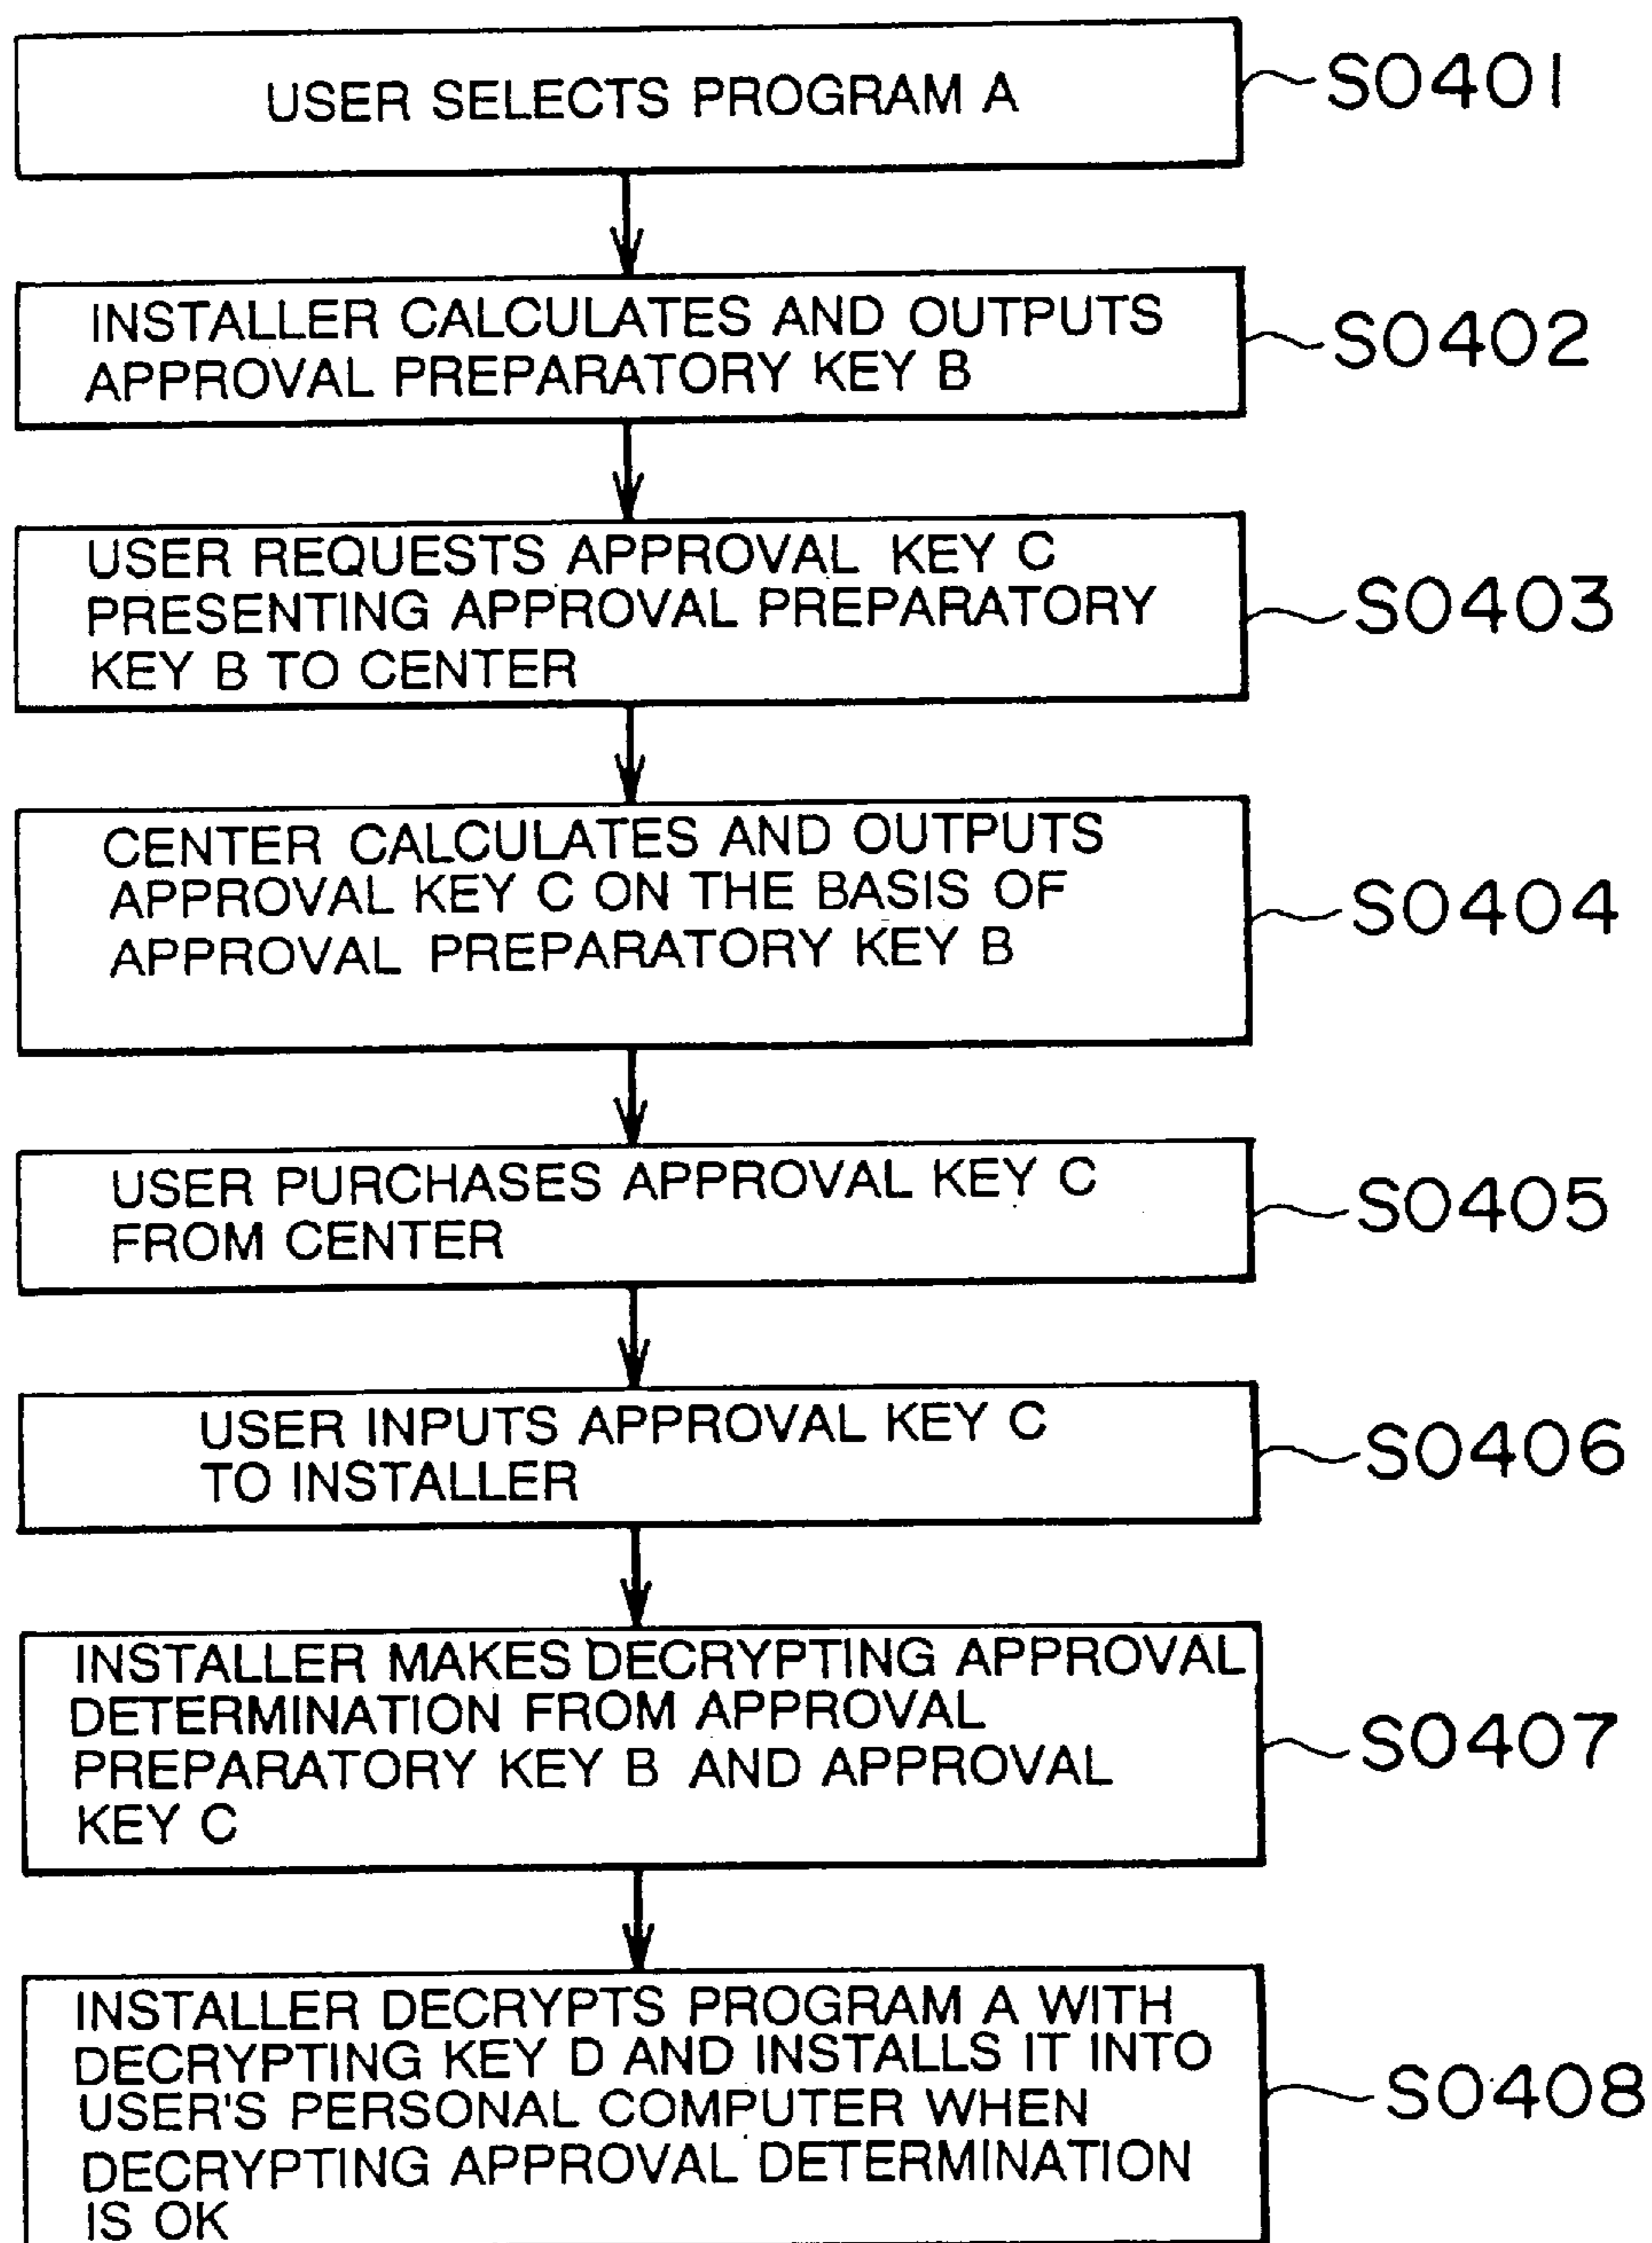 USER SELECTS PROGRAM A
S0401
INSTALLER CALCULATES AND OUTPUTS
APPROVAL PREPARATORY KEY B
S0402
USER REQUESTS APPROVAL KEY C
PRESENTING APPROVAL PREPARATORY
KEY B TO CENTER
S0403
CENTER CALCULATES AND OUTPUTS
APPROVAL KEY C ON THE BASIS OF
APPROVAL PREPARATORY KEY B
S0404
USER PURCHASES APPROVAL KEY C
FROM CENTER
S0405
USER INPUTS APPROVAL KEY C
TO INSTALLER
S0406
INSTALLER MAKES DECRYPTING APPROVAL
DETERMINATION FROM APPROVAL
PREPARATORY KEY B AND APPROVAL
KEY C
S0407
INSTALLER DECRYPTS PROGRAM A WITH
DECRYPTING KEY D AND INSTALLS IT INTO
USER'S PERSONAL COMPUTER WHEN
DECRYPTING APPROVAL DETERMINATION
IS OK
S0408